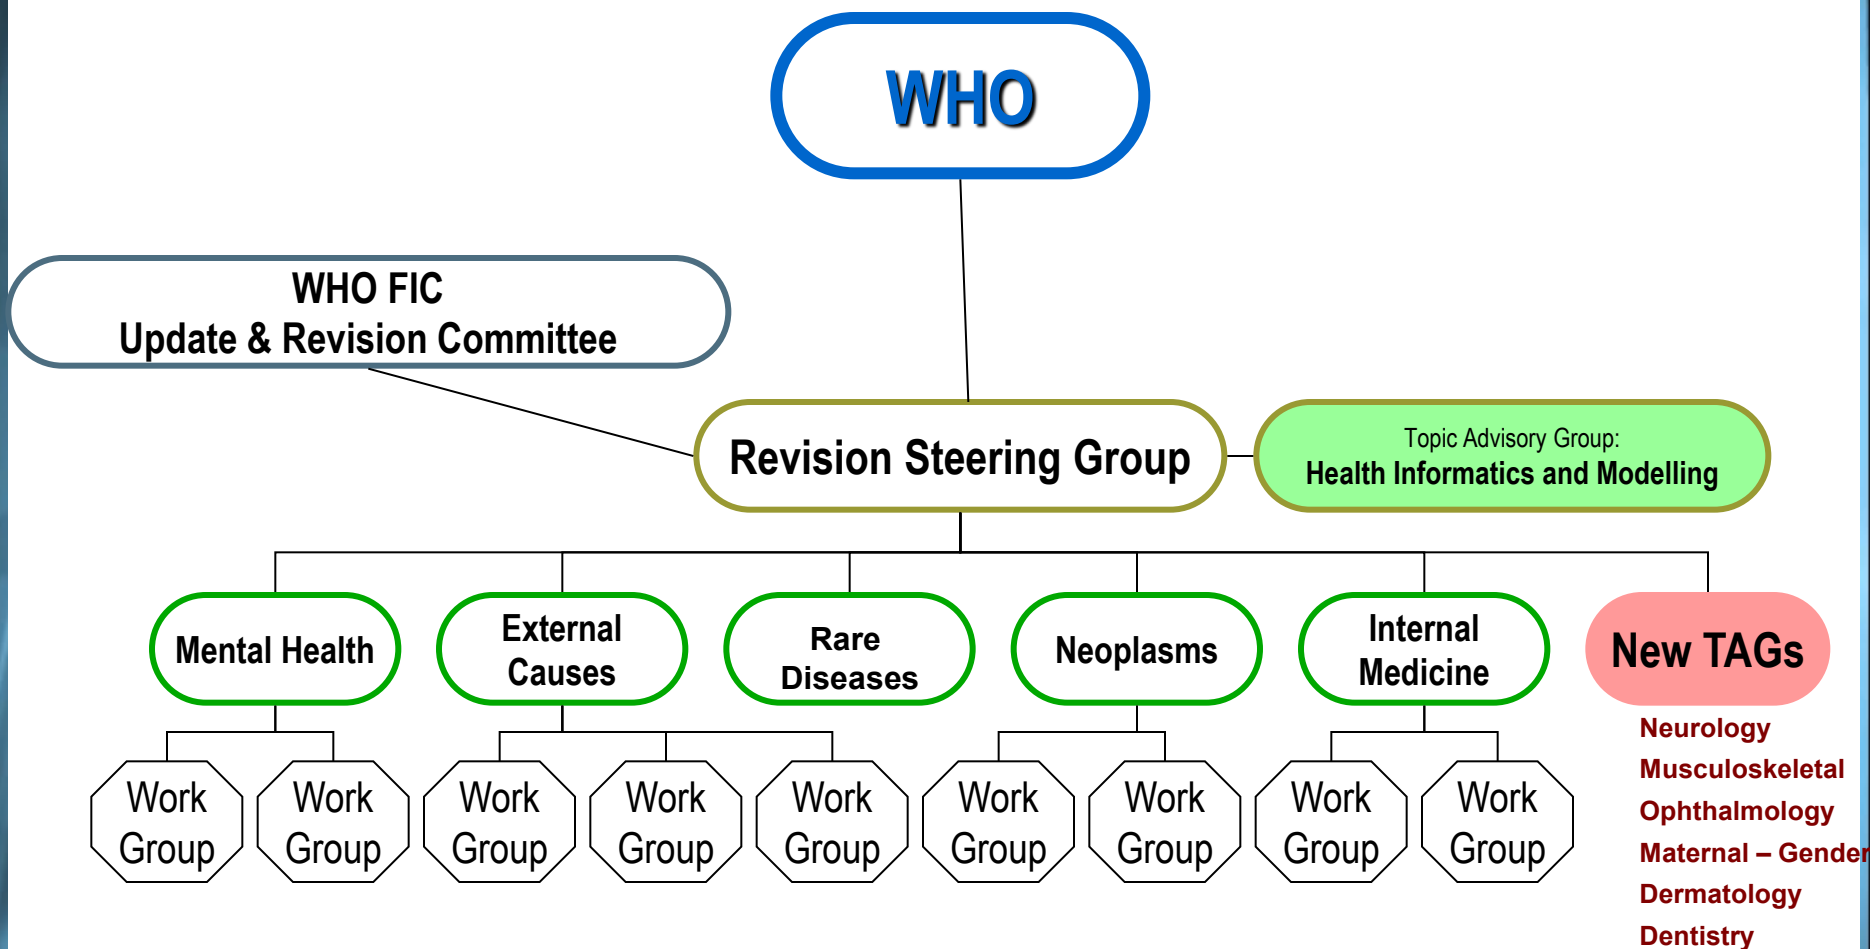 WHO
WHO FIC
Update & Revision Committee
Revision Steering Group
Topic Advisory Group:
Health Informatics and Modelling
Mental Health
External
Causes
Rare
Diseases
Neoplasms
Internal
Medicine
New TAGs
Work
Group
Work
Group
Work
Group
Work
Group
Work
Group
Work
Group
Work
Group
Work
Group
Work
Group
Neurology
Musculoskeletal
Ophthalmology
Maternal – Gender
Dermatology
Dentistry